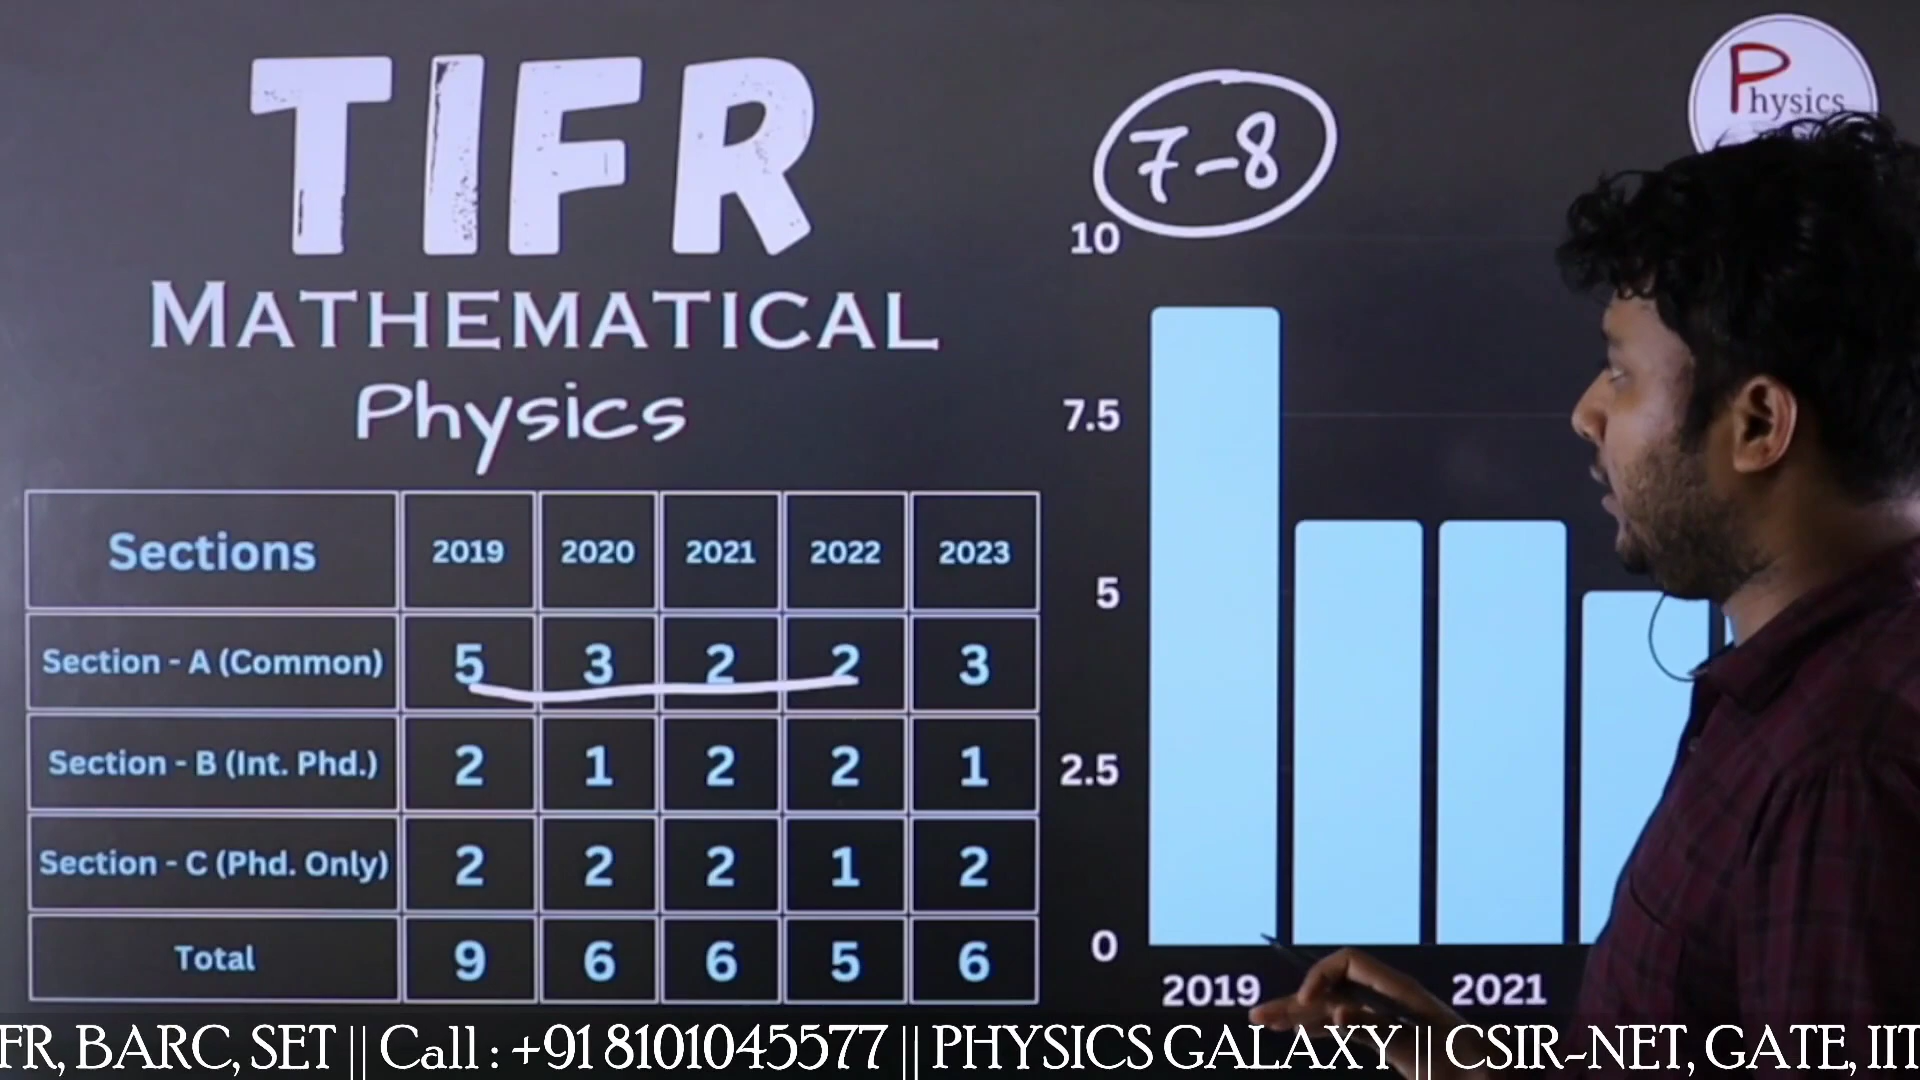 TIFR
MATHEMATICAL
Physics
Sections 2019 2020 2021 2022 2023
Section - A (Common) 5 3 2 2 3
Section - B (Int. Phd.) 2 1 2 2 1
Section - C (Phd. Only) 2 2 2 1 2
Total 9 6 6 5 6
7-8
10
7.5
5
2.5
0
2019 2021
Physics
FR, BARC, SET || Call : +91 8101045577 || PHYSICS GALAXY || CSIR-NET, GATE, IIT